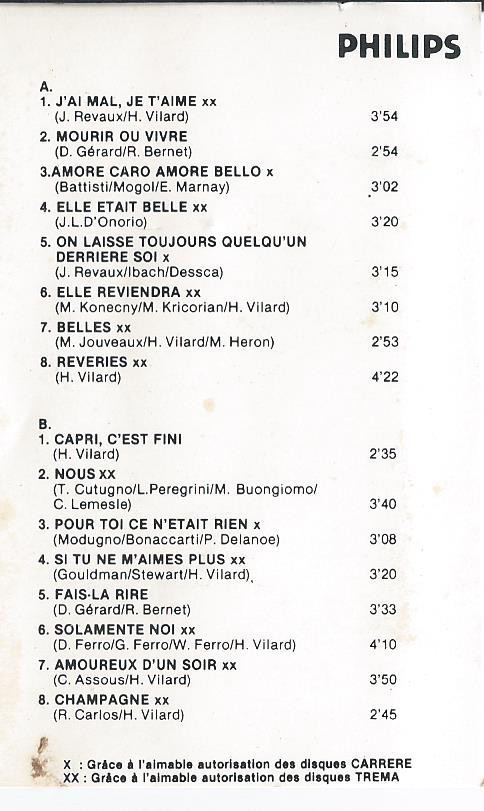 PHILIPS
A.
1. J'AI MAL, JE T'AIME xx
(J. Revaux/H. Vilard) 3'54
2. MOURIR OU VIVRE
(D. Gérard/R. Bernet) 2'54
3.AMORE CARO AMORE BELLO x
(Battisti/Mogol/E. Marnay) 3'02
4. ELLE ETAIT BELLE xx
(J.L.D'Onorio) 3'20
5. ON LAISSE TOUJOURS QUELQU'UN
DERRIERE SOI x
(J. Revaux/Ibach/Dessca) 3'15
6. ELLE REVIENDRA xx
(M. Konecny/M. Kricorian/H. Vilard) 3'10
7. BELLES xx
(M. Jouveaux/H. Vilard/M. Heron) 2'53
8. REVERIES xx
(H. Vilard) 4'22
B.
1. CAPRI, C'EST FINI
(H. Vilard) 2'35
2. NOUS xx
(T. Cutugno/L.Peregrini/M. Buongiomo/
C. Lemesle) 3'40
3. POUR TOI CE N'ETAIT RIEN x
(Modugno/Bonaccarti/P. Delanoe) 3'08
4. SI TU NE M'AIMES PLUS xx
(Gouldman/Stewart/H. Vilard) 3'20
5. FAIS-LA RIRE
(D. Gérard/R. Bernet) 3'33
6. SOLAMENTE NOI xx
(D. Ferro/G. Ferro/W. Ferro/H. Vilard) 4'10
7. AMOUREUX D'UN SOIR xx
(C. Assous/H. Vilard) 3'50
8. CHAMPAGNE xx
(R. Carlos/H. Vilard) 2'45
X : Grâce à l'aimable autorisation des disques CARRERE
XX : Grâce à l'aimable autorisation des disques TREMA